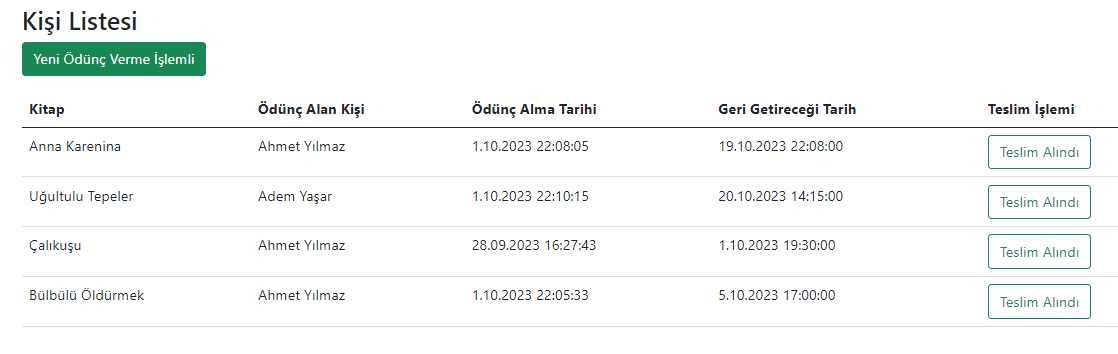 Kişi Listesi
Yeni Ödünç Verme İşlemli
Kitap Ödünç Alan Kişi Ödünç Alma Tarihi Geri Getireceği Tarih Teslim İşlemi
Anna Karenina Ahmet Yılmaz 1.10.2023 22:08:05 19.10.2023 22:08:00 Teslim Alındı
Uğultulu Tepeler Adem Yaşar 1.10.2023 22:10:15 20.10.2023 14:15:00 Teslim Alındı
Çalıkuşu Ahmet Yılmaz 28.09.2023 16:27:43 1.10.2023 19:30:00 Teslim Alındı
Bülbülü Öldürmek Ahmet Yılmaz 1.10.2023 22:05:33 5.10.2023 17:00:00 Teslim Alındı